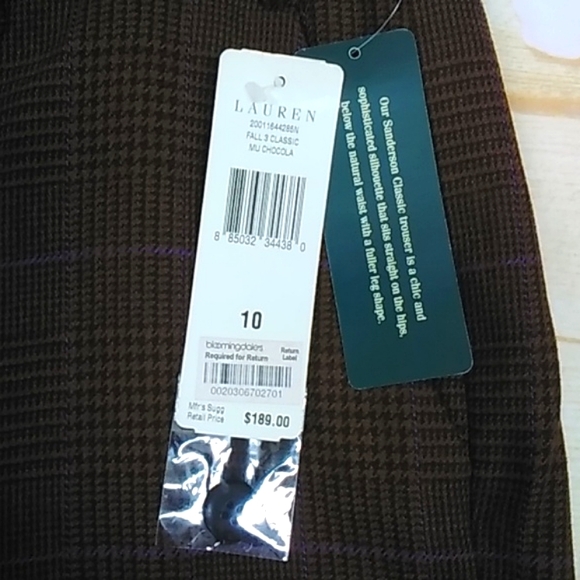 LAUREN
20011644285N
FALL 3 CLASSIC
MU CHOCOLA
8 85032 34438 0
10
bloomingdale's
Required for Return
Return
Label
0020306702701
Mfr's Sugg
Retail Price
$189.00
Our Sanderson Classic trouser is a chic and
sophisticated silhouette that sits straight on the hips,
below the natural waist with a fuller leg shape.